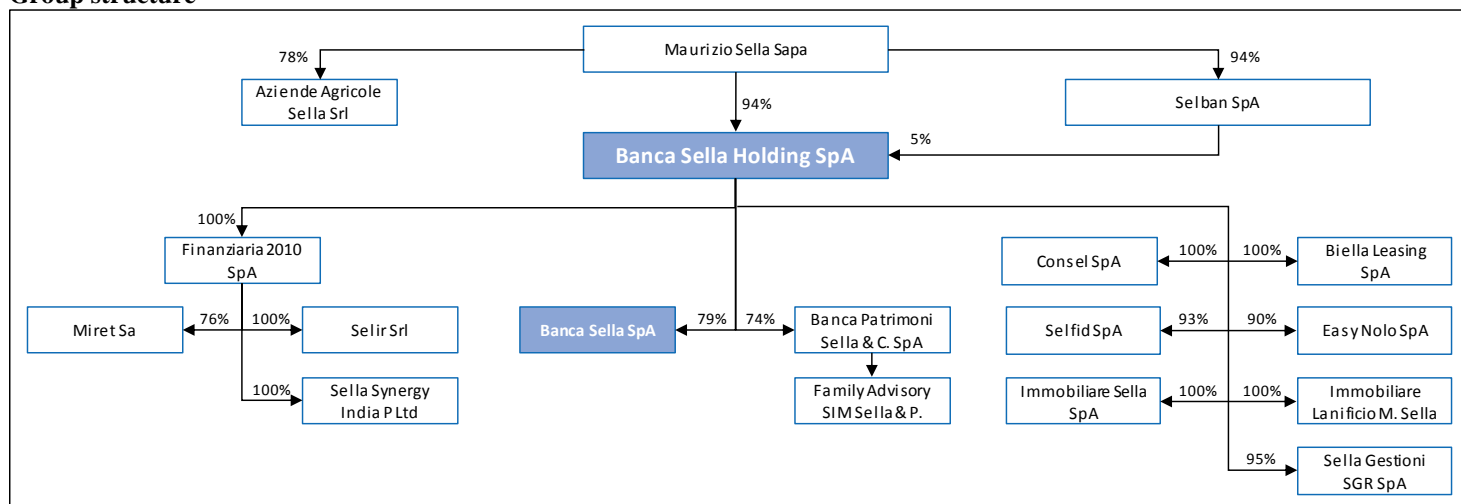 Group structure
Maurizio Sella Sapa
78%
94%
Aziende Agricole
Sella Srl
94%
Selban SpA
5%
Banca Sella Holding SpA
100%
Finanziaria 2010
SpA
Consel SpA
100%
100%
Biella Leasing
SpA
Miret Sa
76%
100%
Selir Srl
Banca Sella SpA
79%
74%
Banca Patrimoni
Sella & C. SpA
Selfid SpA
93%
90%
Easy Nolo SpA
100%
Sella Synergy
India P Ltd
Family Advisory
SIM Sella & P.
Immobiliare Sella
SpA
100%
100%
Immobiliare
Lanificio M. Sella
95%
Sella Gestioni
SGR SpA